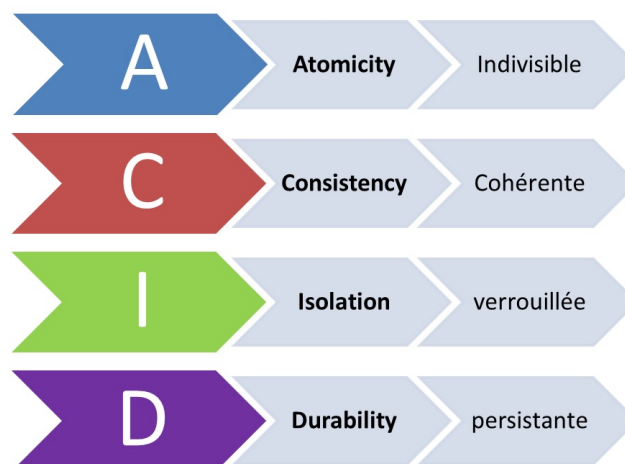 A Atomicity Indivisible
C Consistency Cohérente
I Isolation verrouillée
D Durability persistante